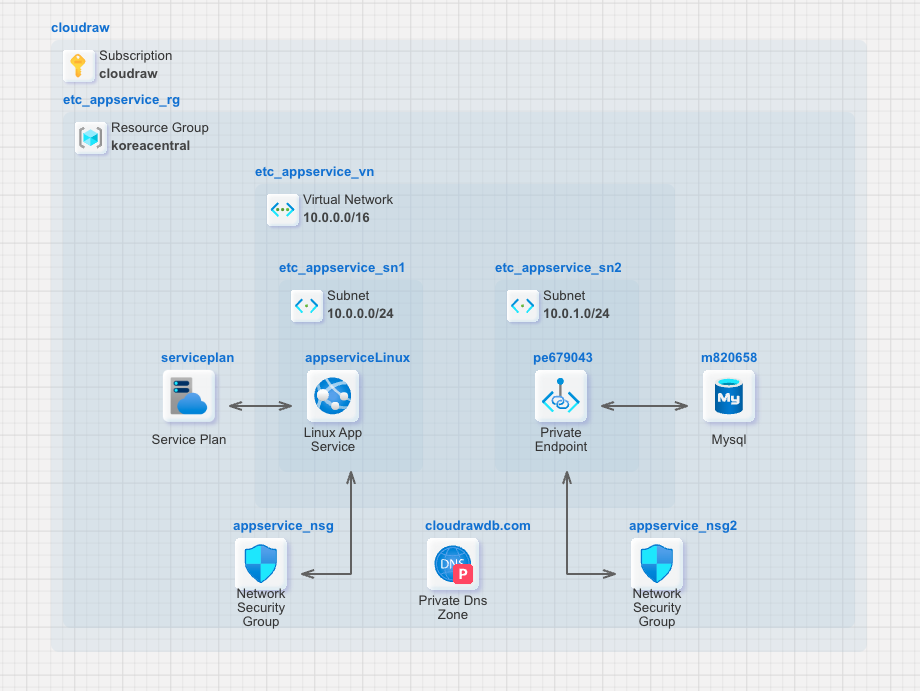 cloudraw
Subscription
cloudraw
etc_appservice_rg
Resource Group
koreacentral
etc_appservice_vn
Virtual Network
10.0.0.0/16
etc_appservice_sn1
etc_appservice_sn2
Subnet
10.0.0.0/24
Subnet
10.0.1.0/24
serviceplan
appserviceLinux
pe679043
m820658
My
Service Plan
Linux App
Service
Private
Endpoint
Mysql
appservice_nsg
cloudrawdb.com
appservice_nsg2
DNS
P
Network
Security
Group
Private Dns
Zone
Network
Security
Group